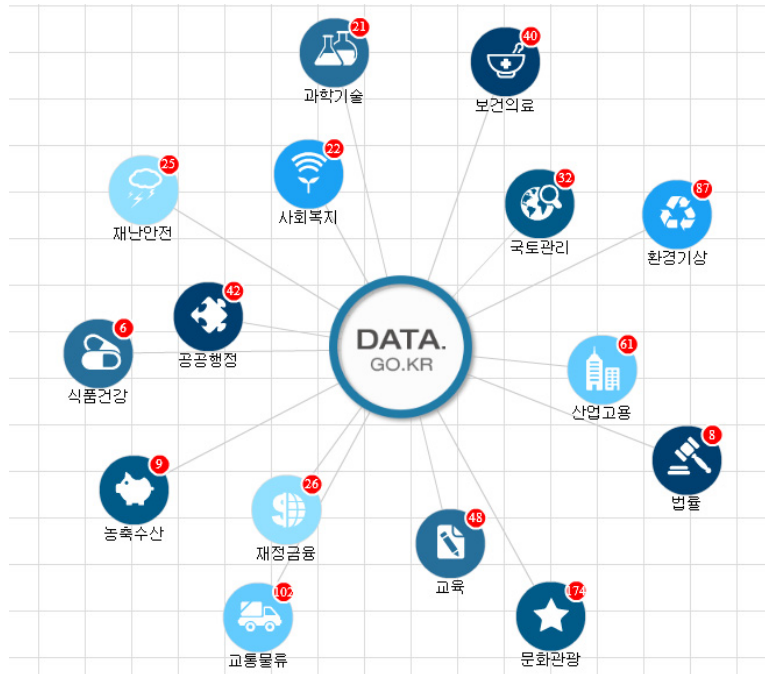 21
과학기술
40
보건의료
25
재난안전
22
사회복지
32
국토관리
87
환경기상
42
공공행정
6
식품건강
DATA.
GO.KR
61
산업고용
8
법률
9
농축수산
26
재정금융
48
교육
102
교통물류
174
문화관광